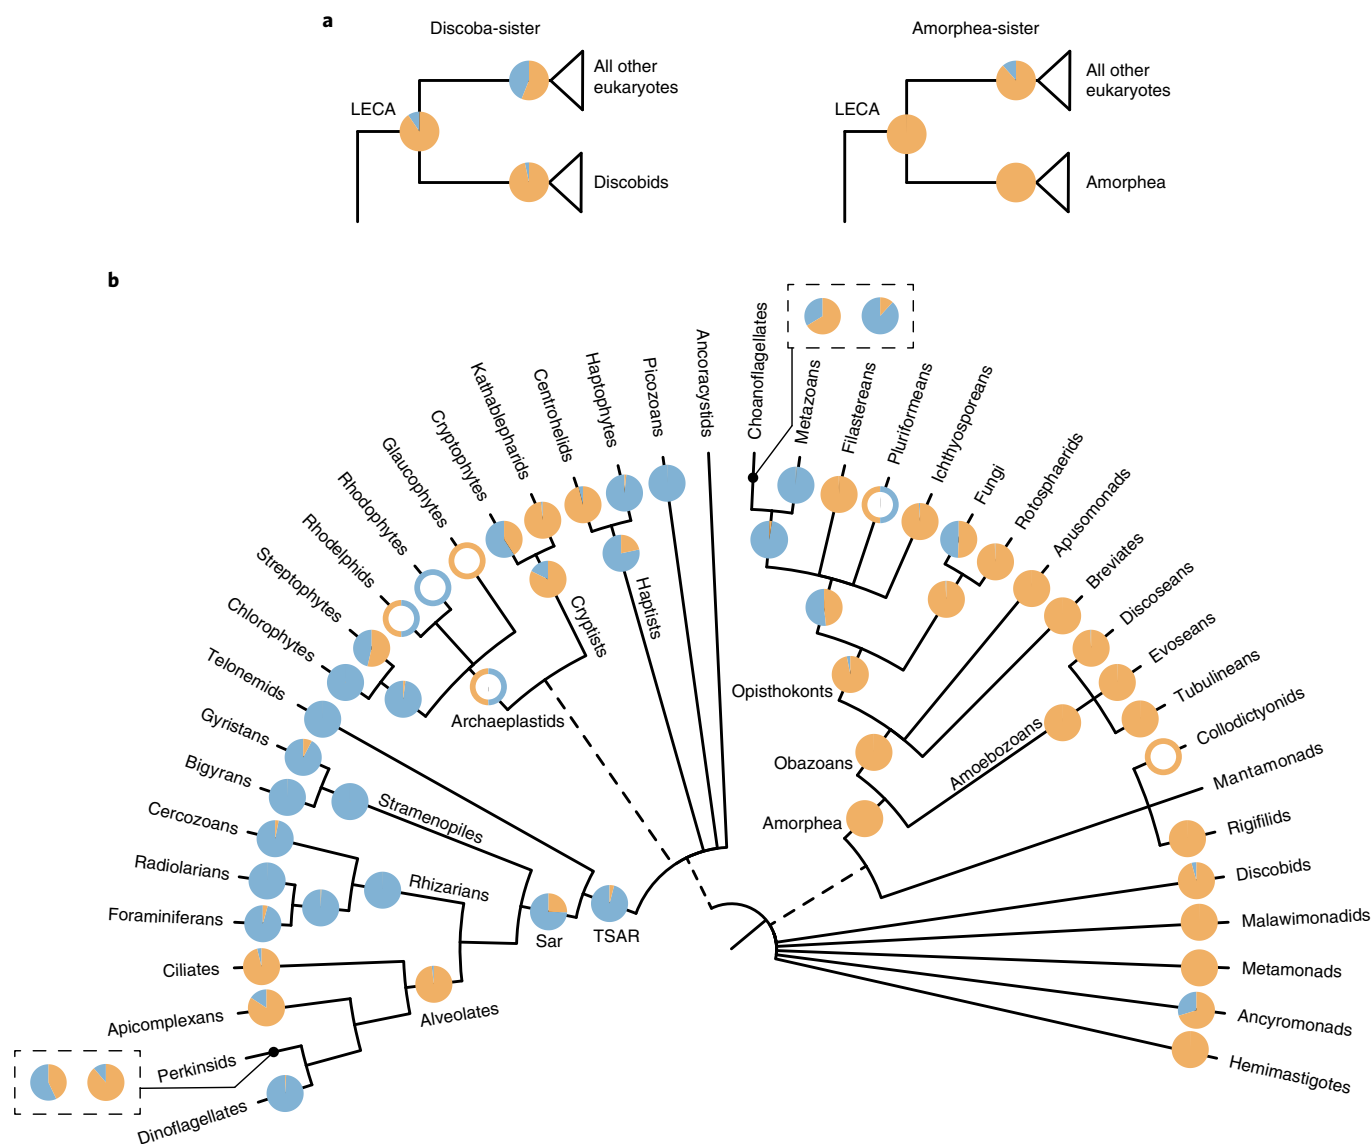 a
Discoba-sister
Amorphea-sister
All other
eukaryotes
LECA
Discobids
All other
eukaryotes
LECA
Amorphea
b
Dinoflagellates
Perkinsids
Apicomplexans
Ciliates
Foraminiferans
Radiolarians
Cercozoans
Bigyrans
Gyristans
Telonemids
Chlorophytes
Streptophytes
Rhodelphids
Rhodophytes
Glaucophytes
Cryptophytes
Kathablepharids
Centrohelids
Haptophytes
Picozoans
Ancoracystids
Choanoflagellates
Metazoans
Filastereans
Pluriformeans
Ichthyosporeans
Fungi
Rotosphaerids
Apusomonads
Breviates
Discoseans
Evoseans
Tubulineans
Collodictyonids
Mantamonads
Rigifilids
Discobids
Malawimonadids
Metamonads
Ancyromonads
Hemimastigotes
Alveolates
Rhizarians
Stramenopiles
Sar
TSAR
Archaeplastids
Cryptists
Haptists
Opisthokonts
Obazoans
Amoebozoans
Amorphea